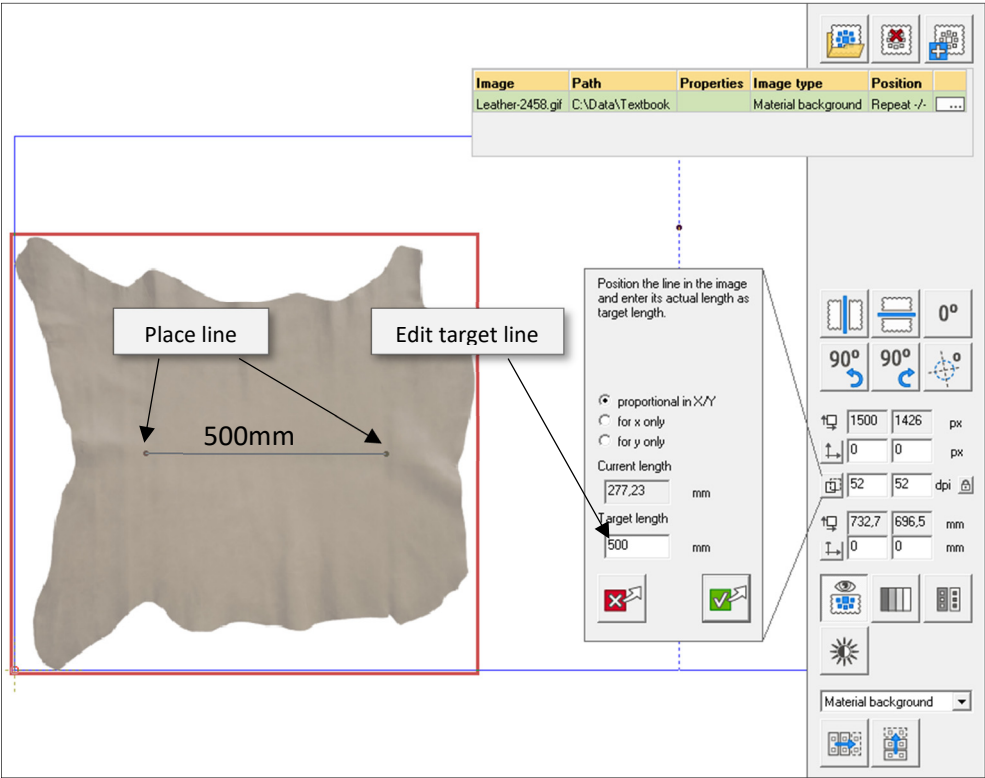 Image Path Properties Image type Position
Leather-2458.gif C:\Data\Textbook Material background Repeat -/- ...
Position the line in the image
and enter its actual length as
target length.
Place line
Edit target line
0°
90° 90° °
proportional in X/Y
for x only
for y only
500mm
Current length
277,23 mm
Target length
500 mm
1500 1426 px
0 0 px
52 52 dpi
732,7 696,5 mm
0 0 mm
Material background